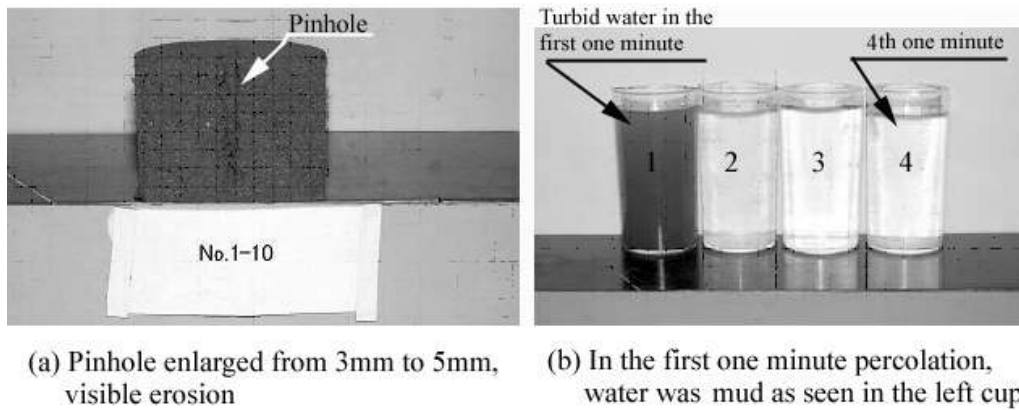 Pinhole
No.1-10
Turbid water in the
first one minute
4th one minute
1
2
3
4
(a) Pinhole enlarged from 3mm to 5mm,
visible erosion
(b) In the first one minute percolation,
water was mud as seen in the left cup